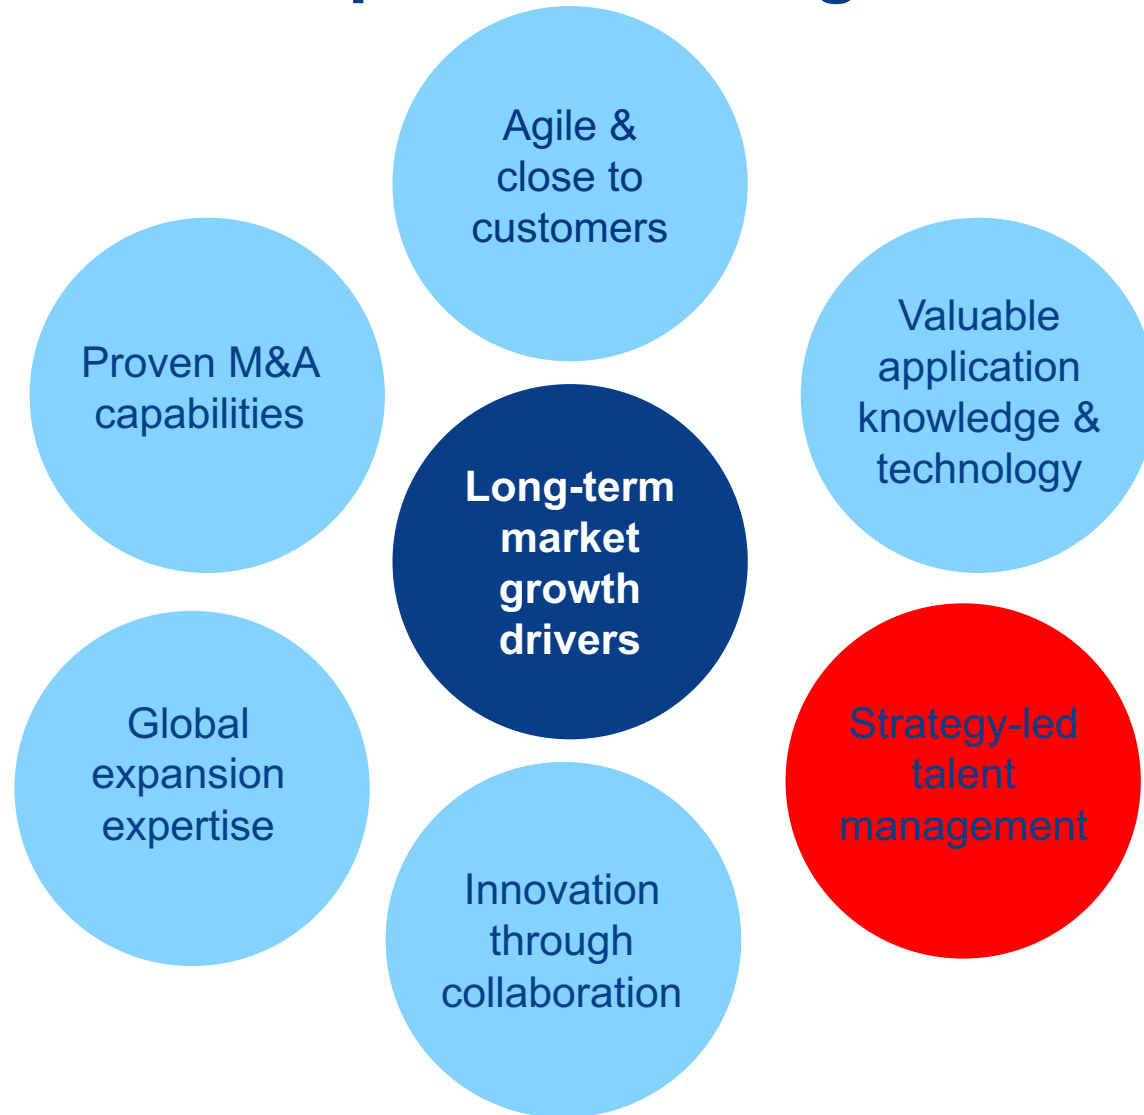 Agile &
close to
customers
Proven M&A
capabilities
Valuable
application
knowledge &
technology
Long-term
market
growth
drivers
Global
expansion
expertise
Strategy-led
talent
management
Innovation
through
collaboration